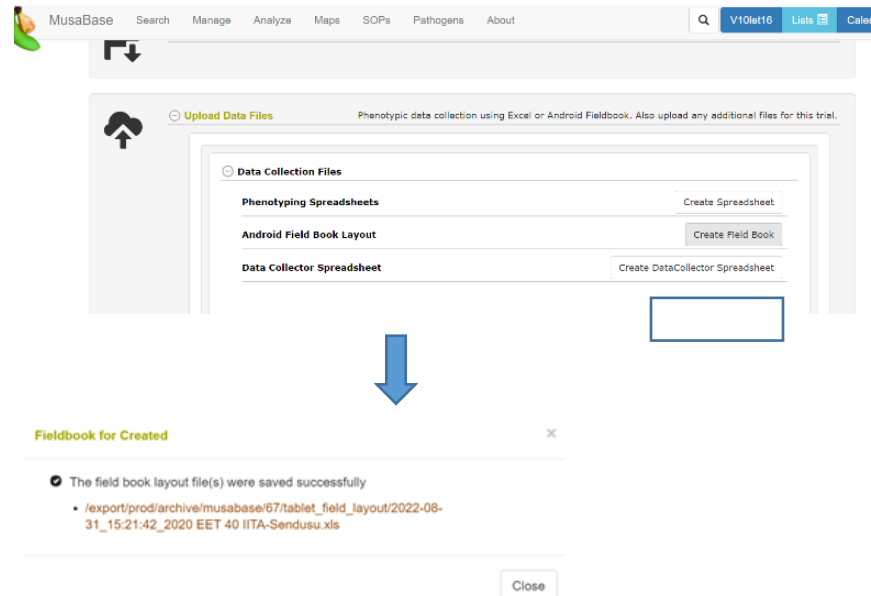 MusaBase Search Manage Analyze Maps SOPs Pathogens About V10let16 Lists
Upload Data Files Phenotypic data collection using Excel or Android Fieldbook. Also upload any additional files for this trial.
Data Collection Files
Phenotyping Spreadsheets Create Spreadsheet
Android Field Book Layout Create Field Book
Data Collector Spreadsheet Create DataCollector Spreadsheet
Fieldbook for Created ×
The field book layout file(s) were saved successfully
• /export/prod/archive/musabase/67/tablet_field_layout/2022-08-
31_15:21:42_2020 EET 40 IITA-Sendusu.xls
Close